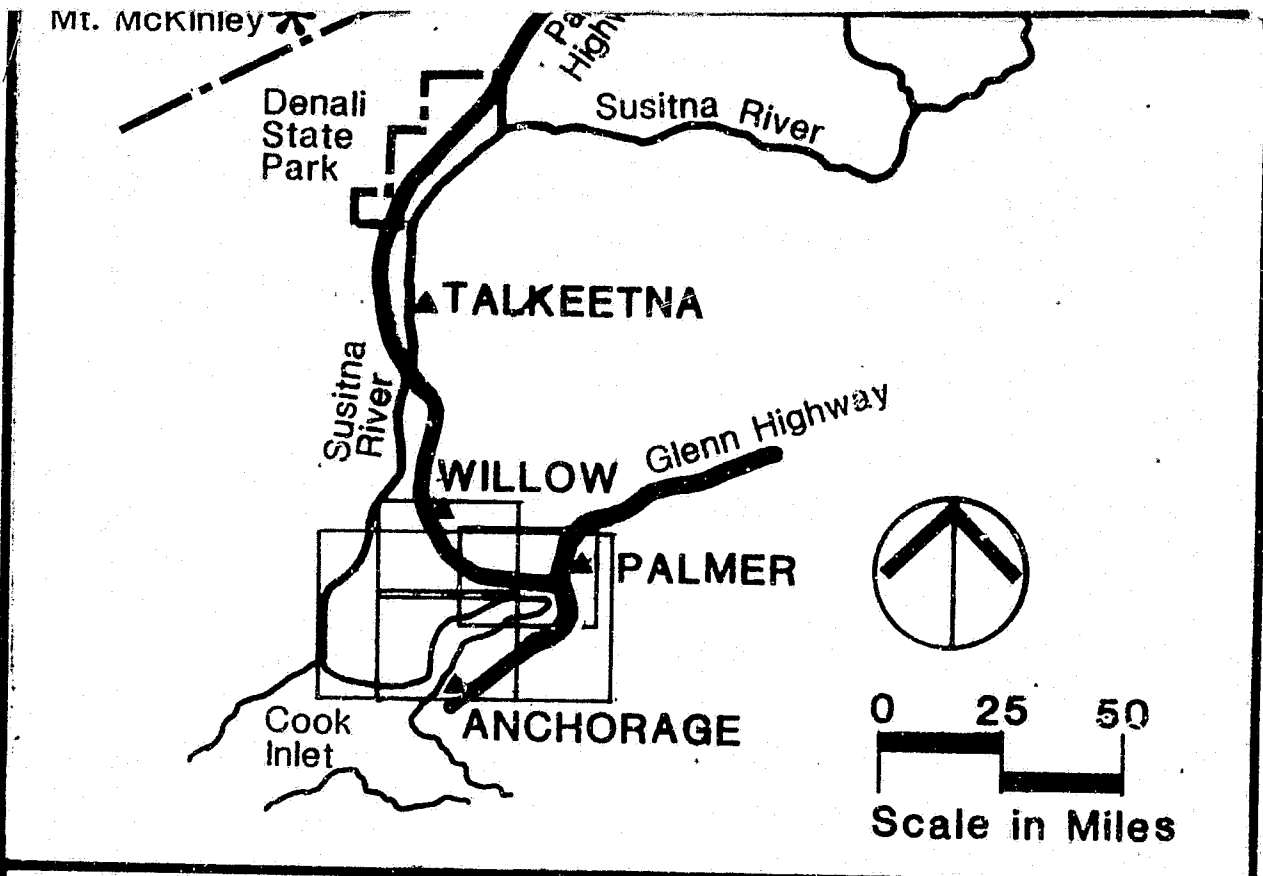 Mt. McKinley
Denali
State
Park
Susitna River
TALKEETNA
Susitna
River
Glenn Highway
WILLOW
PALMER
ANCHORAGE
Cook
Inlet
0 25 50
Scale in Miles